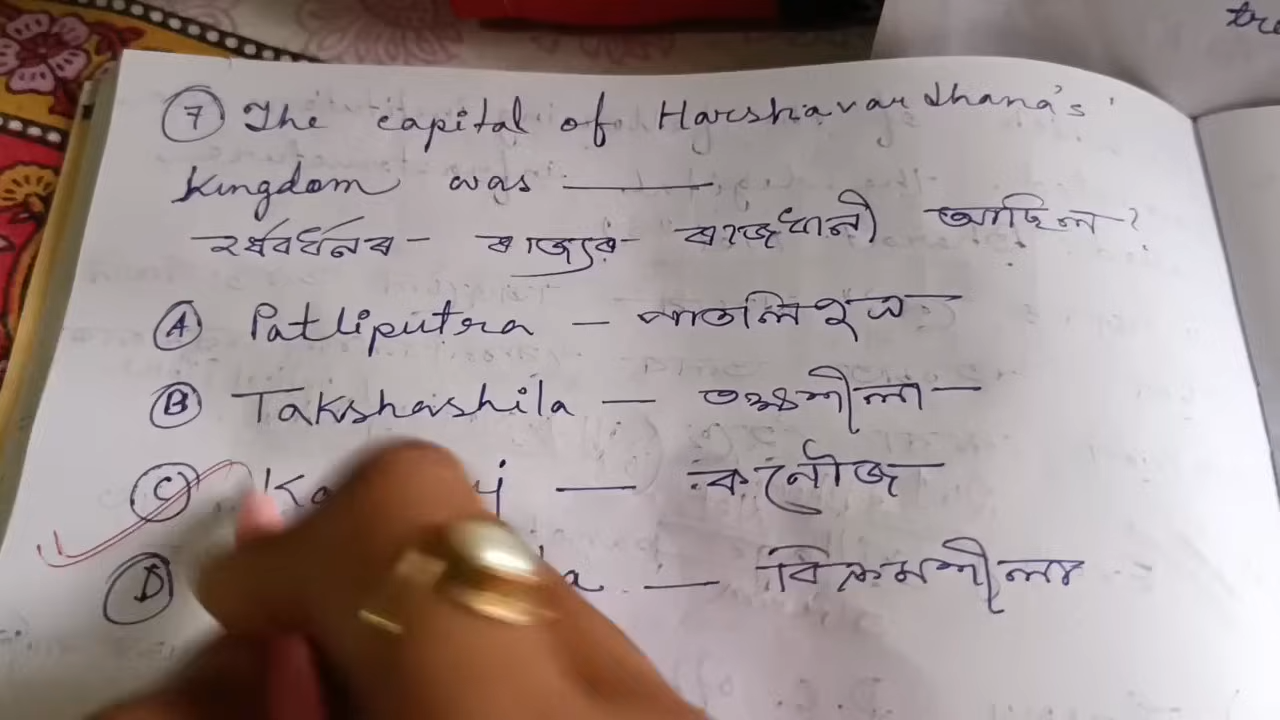 7 The capital of Harshavardhana's
Kingdom was ______
হৰ্ষবৰ্ধনৰ ৰাজ্যৰ ৰাজধানী আছিল?
A Patliputra — পাতলিপুত্ৰ
B Takshashila — তক্ষশীলা
C — কনৌজ
D — বিক্ৰমশীলা